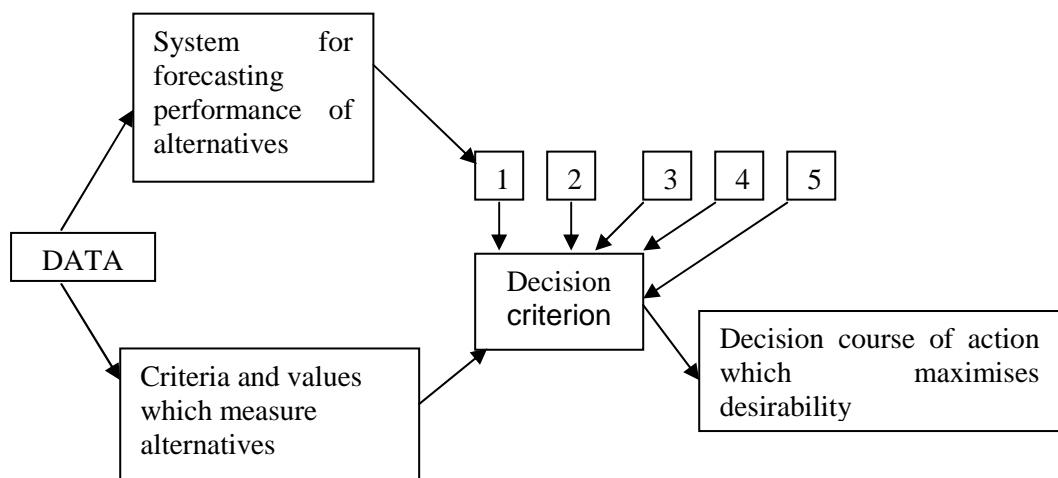 System for
forecasting
performance of
alternatives
1 2 3 4 5
DATA
Decision
criterion
Decision course of action
which maximises
desirability
Criteria and values
which measure
alternatives